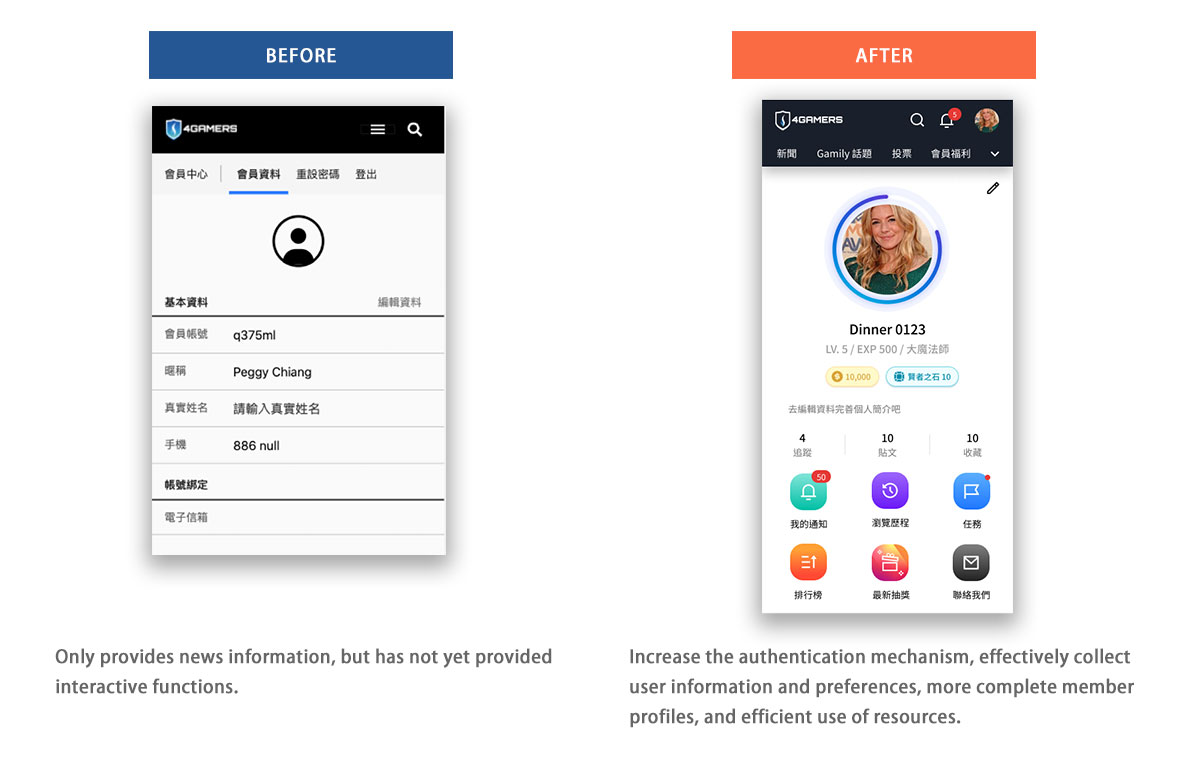 BEFORE
4GAMERS
會員中心 會員資料 重設密碼 登出
基本資料 編輯資料
會員帳號 q375ml
暱稱 Peggy Chiang
真實姓名 請輸入真實姓名
手機 886 null
帳號綁定
電子信箱
Only provides news information, but has not yet provided
interactive functions.
AFTER
4GAMERS 5
新聞 Gamily 話題 投票 會員福利
Dinner 0123
LV. 5 / EXP 500 / 大魔法師
10,000 賢者之石 10
去編輯資料完善個人簡介吧
4 10 10
追蹤 貼文 收藏
50
我的通知 瀏覽歷程 任務
排行榜 最新抽獎 聯絡我們
Increase the authentication mechanism, effectively collect
user information and preferences, more complete member
profiles, and efficient use of resources.